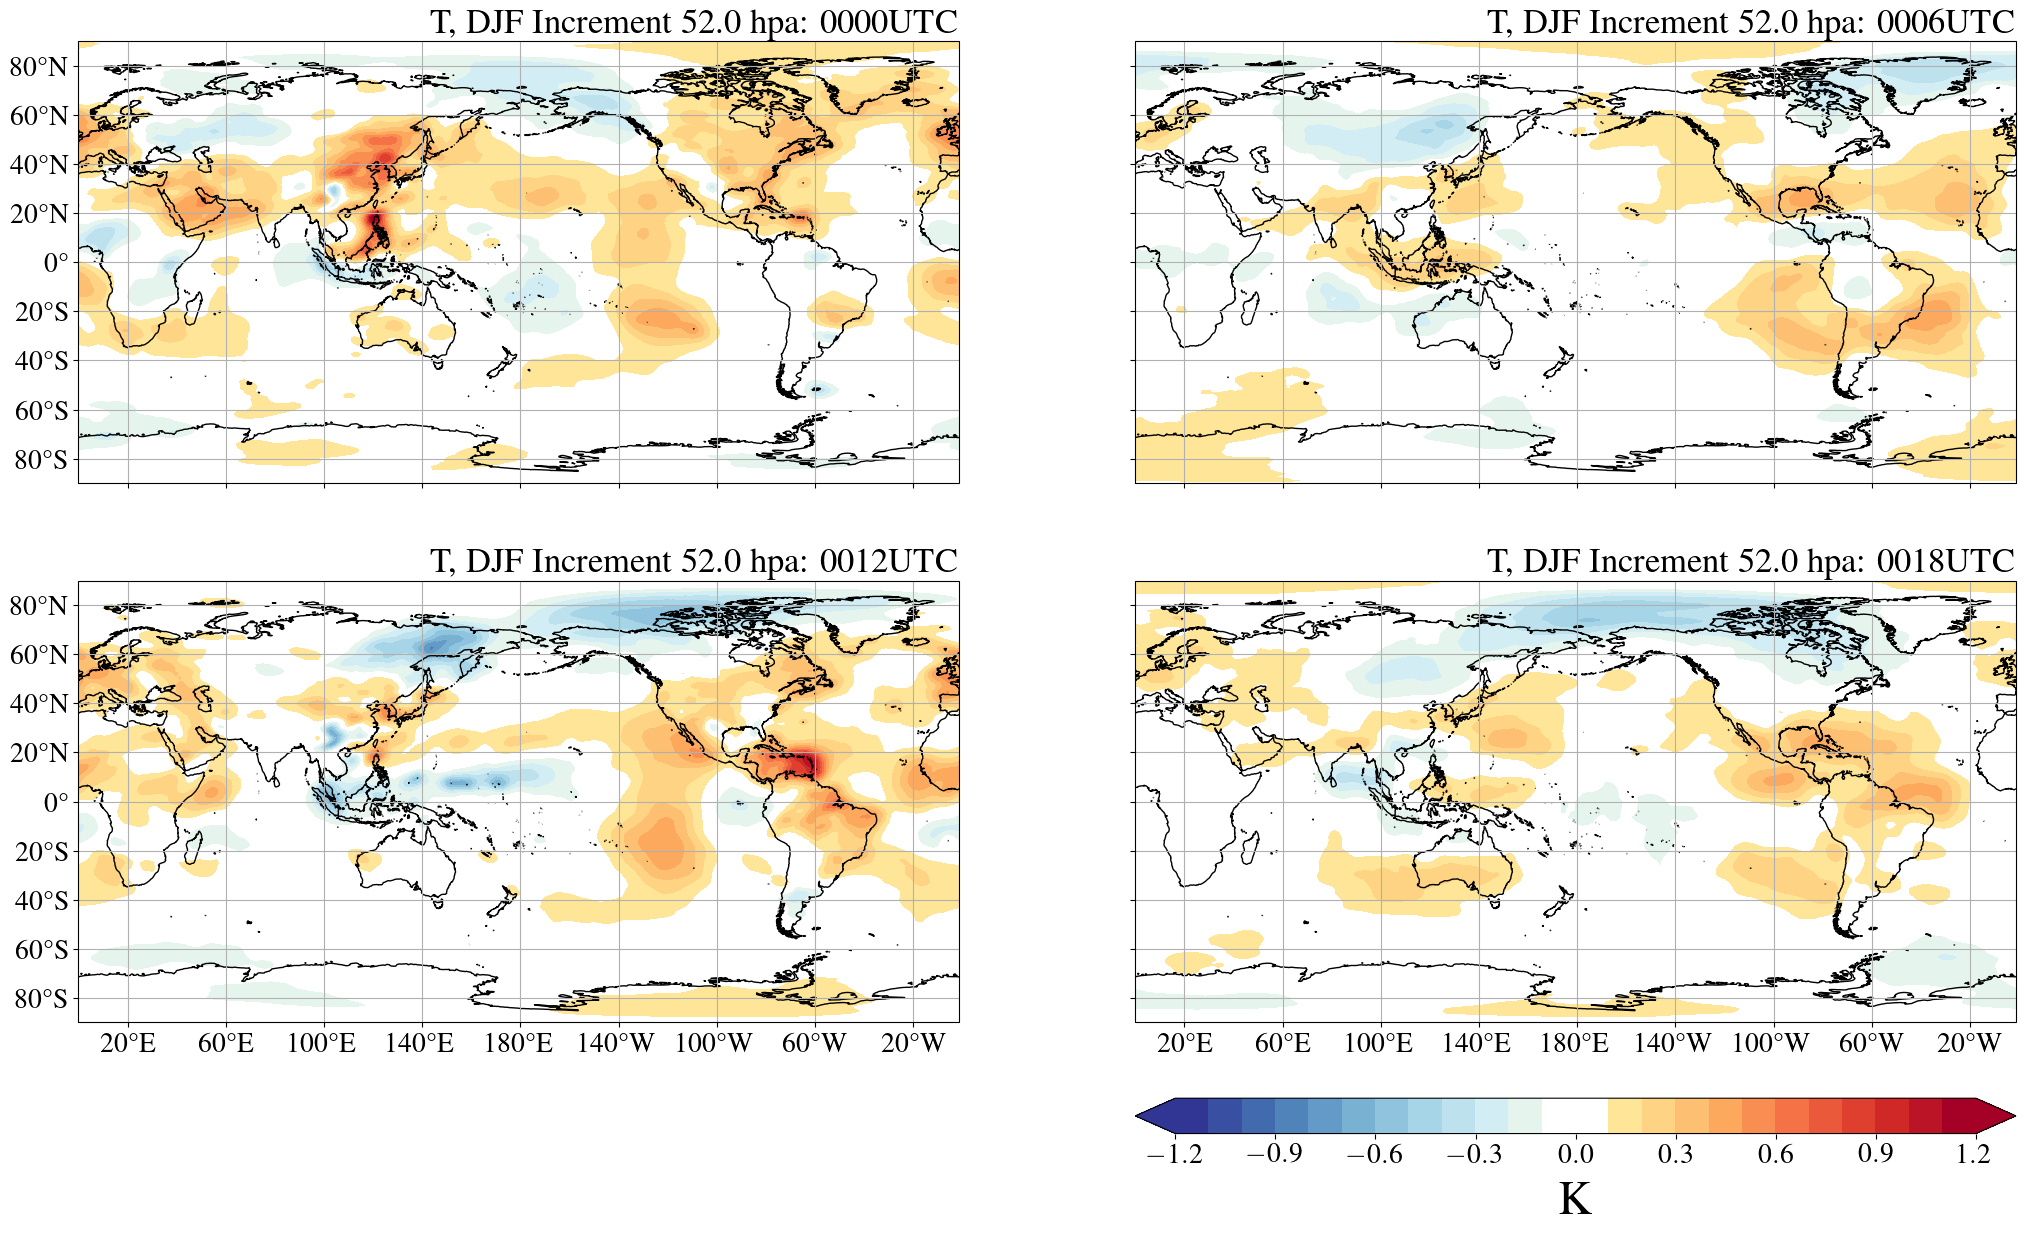 T, DJF Increment 52.0 hpa: 0000UTC
T, DJF Increment 52.0 hpa: 0006UTC
80°N
60°N
40°N
20°N
0°
20°S
40°S
60°S
80°S
T, DJF Increment 52.0 hpa: 0012UTC
T, DJF Increment 52.0 hpa: 0018UTC
80°N
60°N
40°N
20°N
0°
20°S
40°S
60°S
80°S
20°E 60°E 100°E 140°E 180°E 140°W 100°W 60°W 20°W
20°E 60°E 100°E 140°E 180°E 140°W 100°W 60°W 20°W
−1.2 −0.9 −0.6 −0.3 0.0 0.3 0.6 0.9 1.2
K